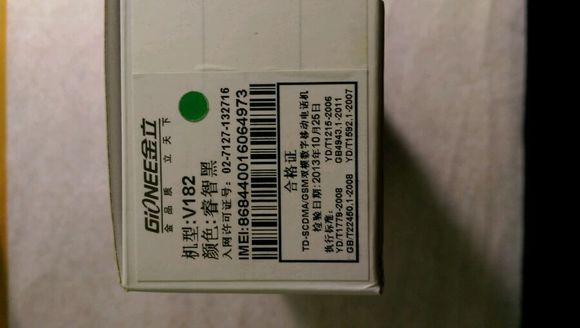 GiONEE金立
金品质 立天下
机型:V182
颜色:睿智黑
入网许可证号: 02-7127-132716
IMEI:868440016064973
合格证
TD-SCDMA/GSM双模数字移动电话机
检验日期:2013年10月25日
执行标准: YD/T1215-2006
YD/T1779-2008 GB4943.1-2011
GB/T22450.1-2008 YD/T1592.1-2007